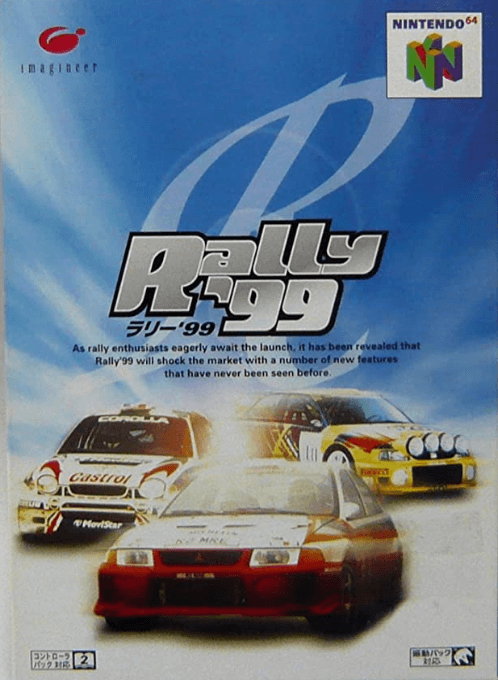 imagineer
NINTENDO64
Rally
'99
ラリー'99
As rally enthusiasts eagerly await the launch, it has been revealed that
Rally'99 will shock the market with a number of new features
that have never been seen before.
COROLLA
Castrol
MoviStar
PIRELLI
MICHELIN
コントローラ
パック対応
2
振動パック
対応